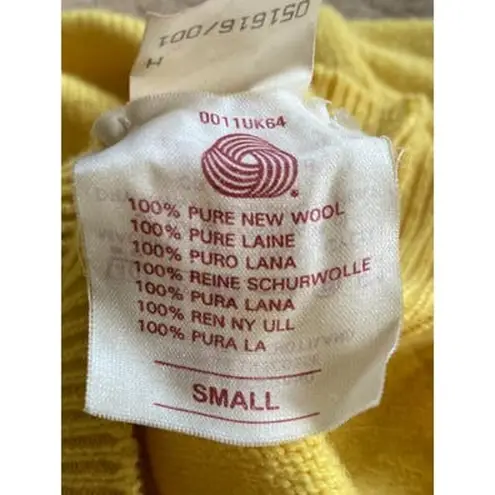 051616/001
H
0011UK64
100% PURE NEW WOOL
100% PURE LAINE
100% PURO LANA
100% REINE SCHURWOLLE
100% PURA LANA
100% REN NY ULL
100% PURA LA
SMALL